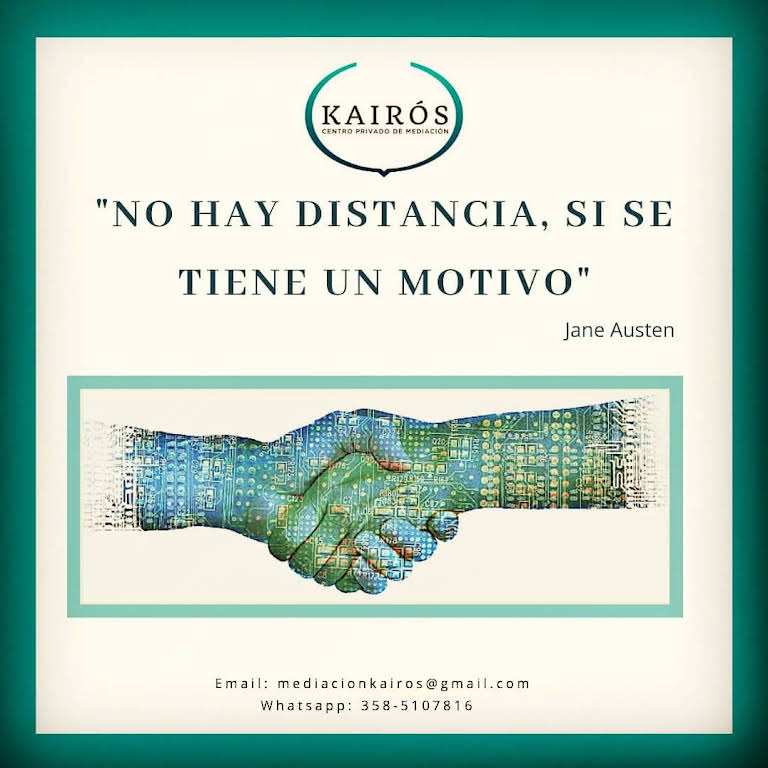 KAIRÓS
CENTRO PRIVADO DE MEDIACIÓN
"NO HAY DISTANCIA, SI SE
TIENE UN MOTIVO"
Jane Austen
Email: mediacionkairos@gmail.com
Whatsapp: 358-5107816